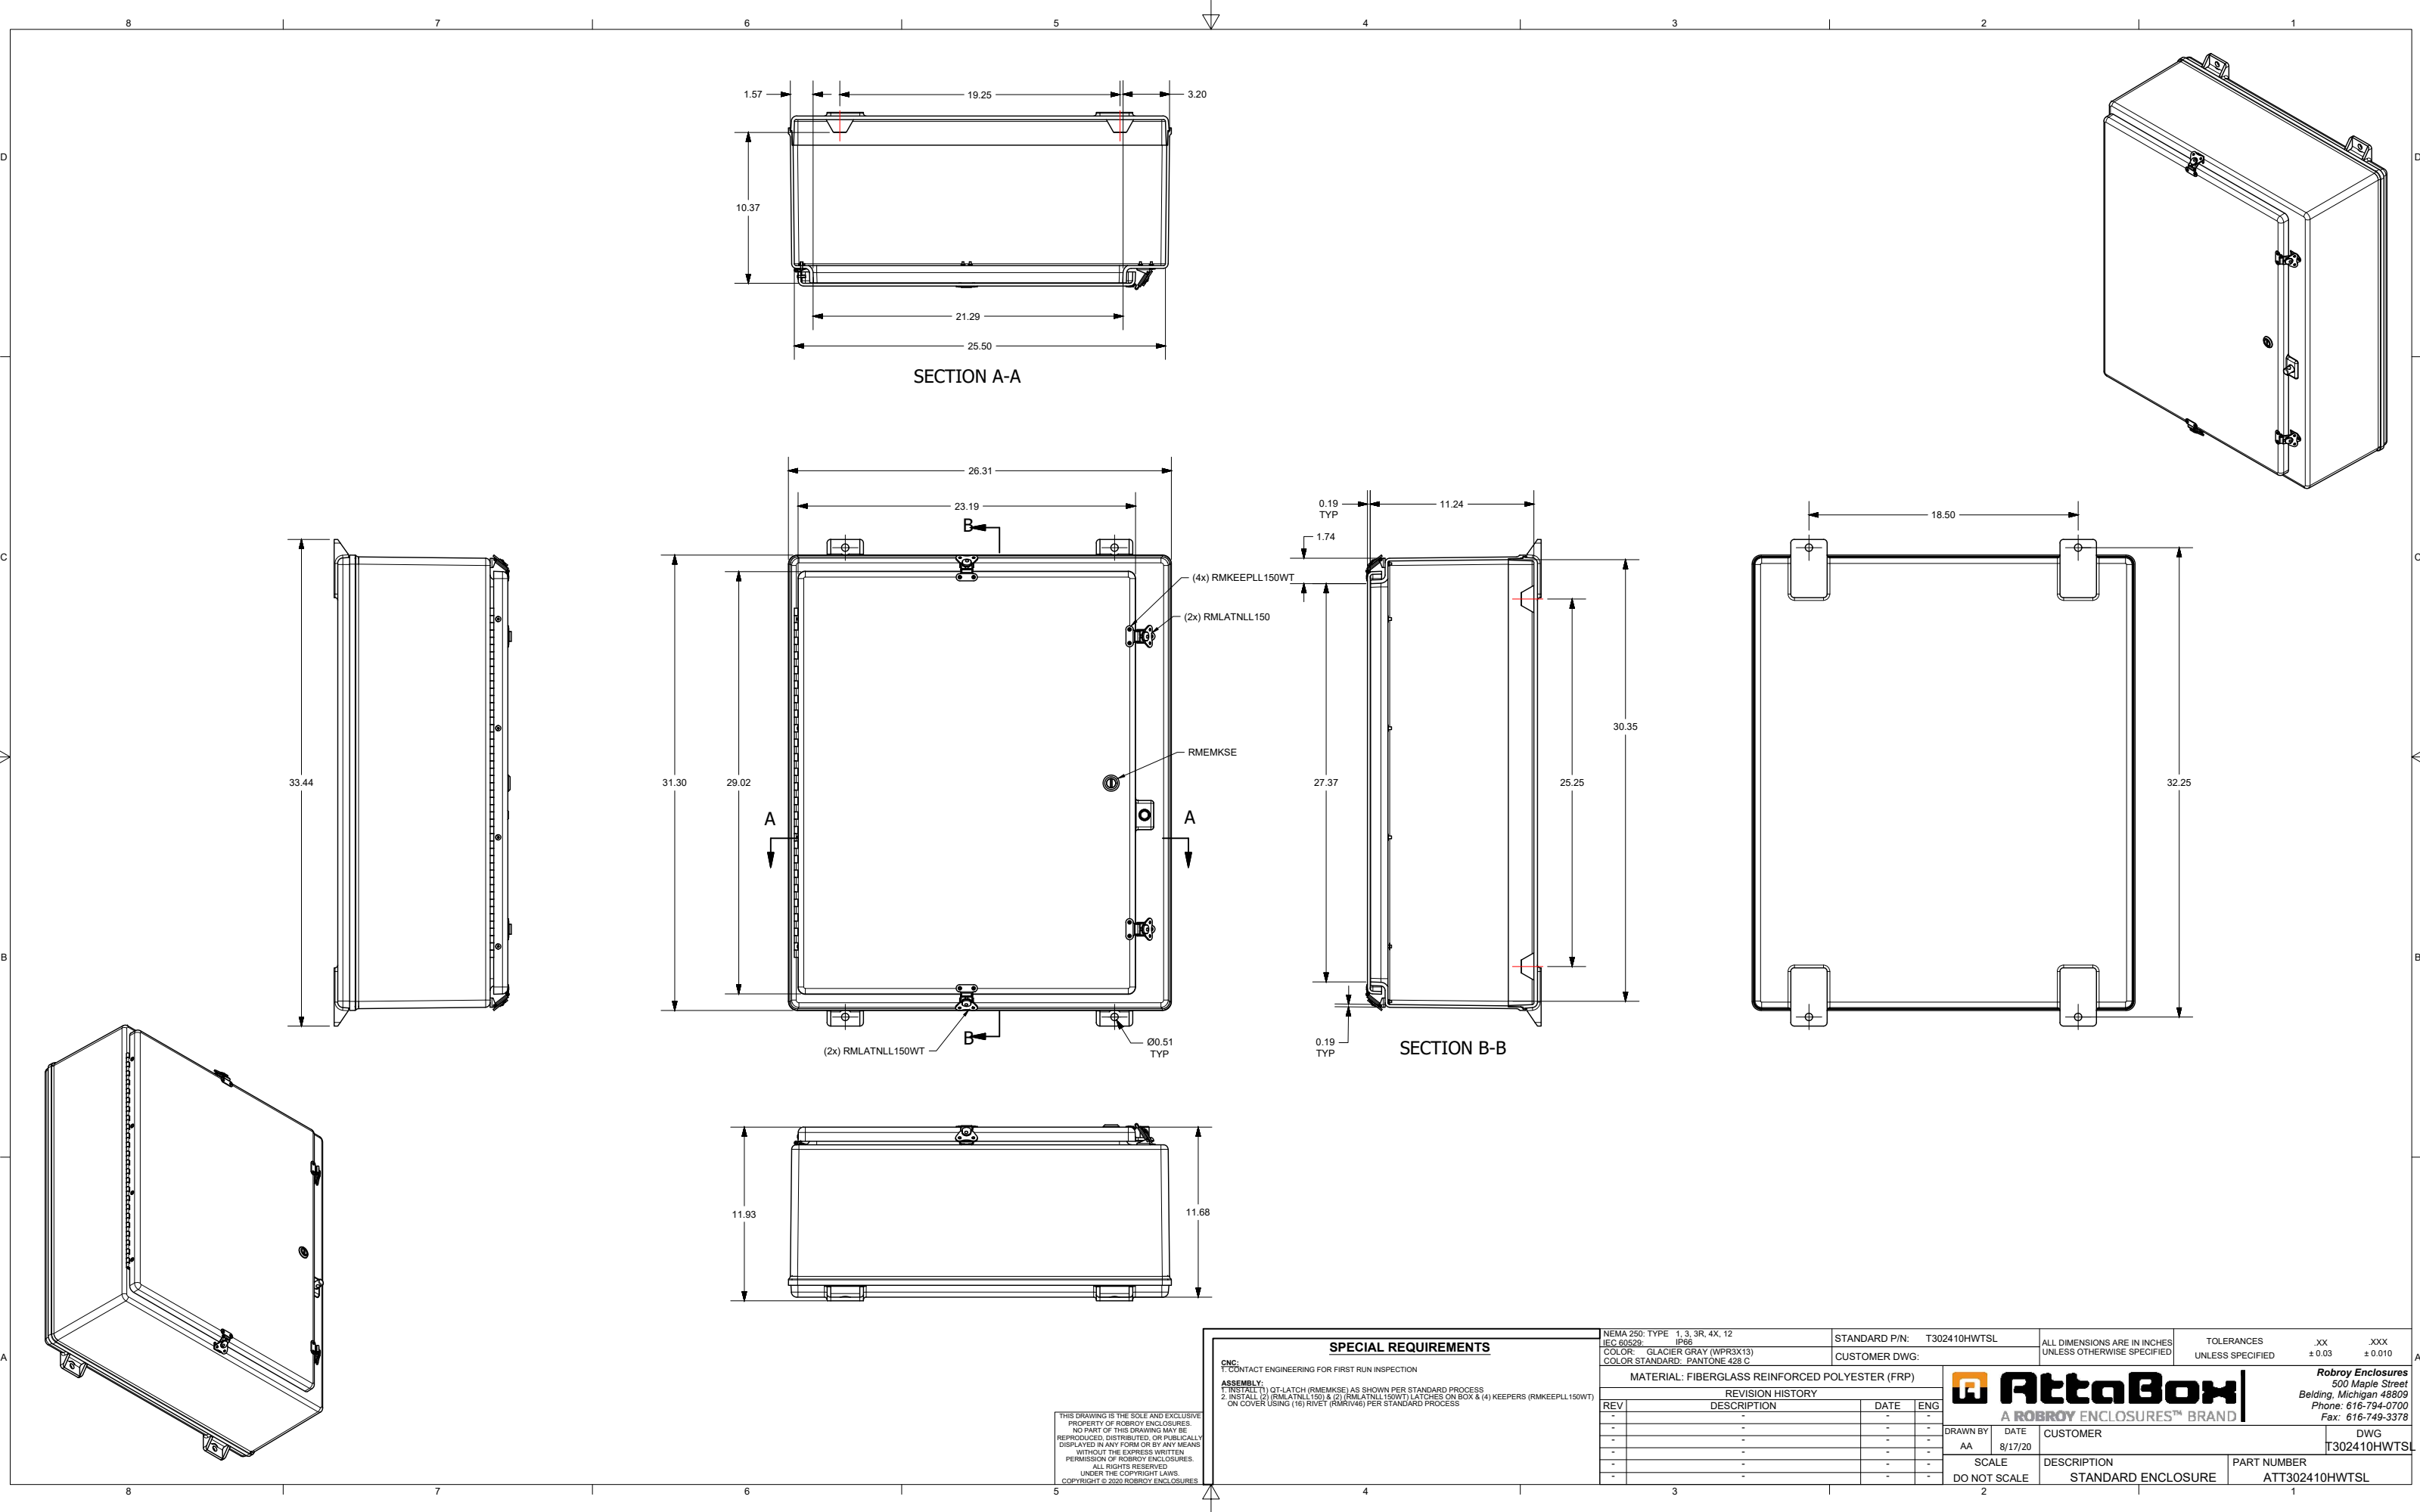 8 7 6 5 4 3 2 1
D
C
B
A
1.57
19.25
3.20
10.37
21.29
25.50
SECTION A-A
D
C
B
A
26.31
23.19
B
31.30
29.02
33.44
A
A
(4x) RMKEEPLL150WT
(2x) RMLATNLL150
RMEMKSE
(2x) RMLATNLL150WT
B
Ø0.51
TYP
0.19
TYP
11.24
1.74
27.37
25.25
30.35
0.19
TYP
SECTION B-B
18.50
32.25
11.93
11.68
THIS DRAWING IS THE SOLE AND EXCLUSIVE
PROPERTY OF ROBROY ENCLOSURES.
NO PART OF THIS DRAWING MAY BE
REPRODUCED, DISTRIBUTED, OR PUBLICALLY
DISPLAYED IN ANY FORM OR BY ANY MEANS
WITHOUT THE EXPRESS WRITTEN
PERMISSION OF ROBROY ENCLOSURES.
ALL RIGHTS RESERVED
UNDER THE COPYRIGHT LAWS.
COPYRIGHT © 2020 ROBROY ENCLOSURES
SPECIAL REQUIREMENTS
CNC:
1. CONTACT ENGINEERING FOR FIRST RUN INSPECTION
ASSEMBLY:
1. INSTALL (1) QT-LATCH (RMEMKSE) AS SHOWN PER STANDARD PROCESS
2. INSTALL (2) (RMLATNLL150) & (2) (RMLATNLL150WT) LATCHES ON BOX & (4) KEEPERS (RMKEEPLL150WT)
ON COVER USING (16) RIVET (RMRIV46) PER STANDARD PROCESS
NEMA 250: TYPE 1, 3, 3R, 4X, 12
IEC 60529: IP66
COLOR: GLACIER GRAY (WPR3X13)
COLOR STANDARD: PANTONE 428 C
STANDARD P/N: T302410HWTSL
CUSTOMER DWG:
ALL DIMENSIONS ARE IN INCHES
UNLESS OTHERWISE SPECIFIED
TOLERANCES .XX .XXX
UNLESS SPECIFIED ± 0.03 ± 0.010
MATERIAL: FIBERGLASS REINFORCED POLYESTER (FRP)
REVISION HISTORY
REV DESCRIPTION DATE ENG
- - - -
- - - -
- - - -
- - - -
- - - -
- - - -
AttaBox
A ROBROY ENCLOSURES™ BRAND
Robroy Enclosures
500 Maple Street
Belding, Michigan 48809
Phone: 616-794-0700
Fax: 616-749-3378
DRAWN BY DATE
AA 8/17/20
CUSTOMER
DWG
T302410HWTSL
SCALE
DO NOT SCALE
DESCRIPTION
STANDARD ENCLOSURE
PART NUMBER
ATT302410HWTSL
8 7 6 5 4 3 2 1